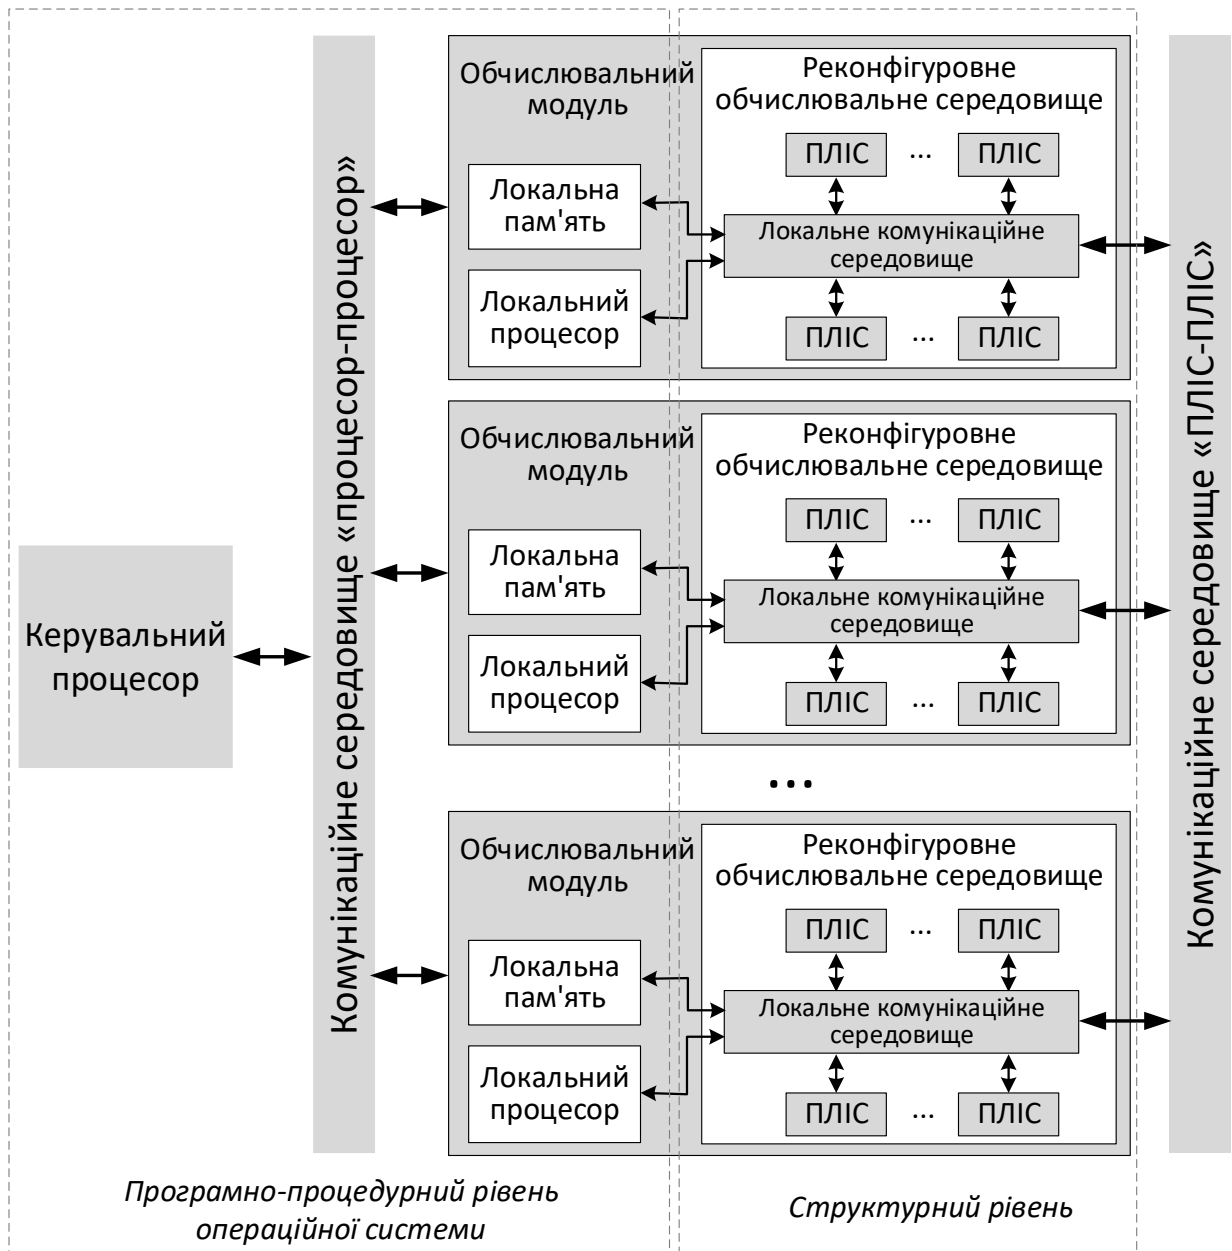 Керувальний
процесор
Комунікаційне середовище «процесор-процесор»
Обчислювальний
модуль
Локальна
пам'ять
Локальний
процесор
Реконфігуровне
обчислювальне середовище
ПЛІС ... ПЛІС
Локальне комунікаційне
середовище
ПЛІС ... ПЛІС
Обчислювальний
модуль
Локальна
пам'ять
Локальний
процесор
Реконфігуровне
обчислювальне середовище
ПЛІС ... ПЛІС
Локальне комунікаційне
середовище
ПЛІС ... ПЛІС
...
Обчислювальний
модуль
Локальна
пам'ять
Локальний
процесор
Реконфігуровне
обчислювальне середовище
ПЛІС ... ПЛІС
Локальне комунікаційне
середовище
ПЛІС ... ПЛІС
Комунікаційне середовище «ПЛІС-ПЛІС»
Програмно-процедурний рівень
операційної системи
Структурний рівень